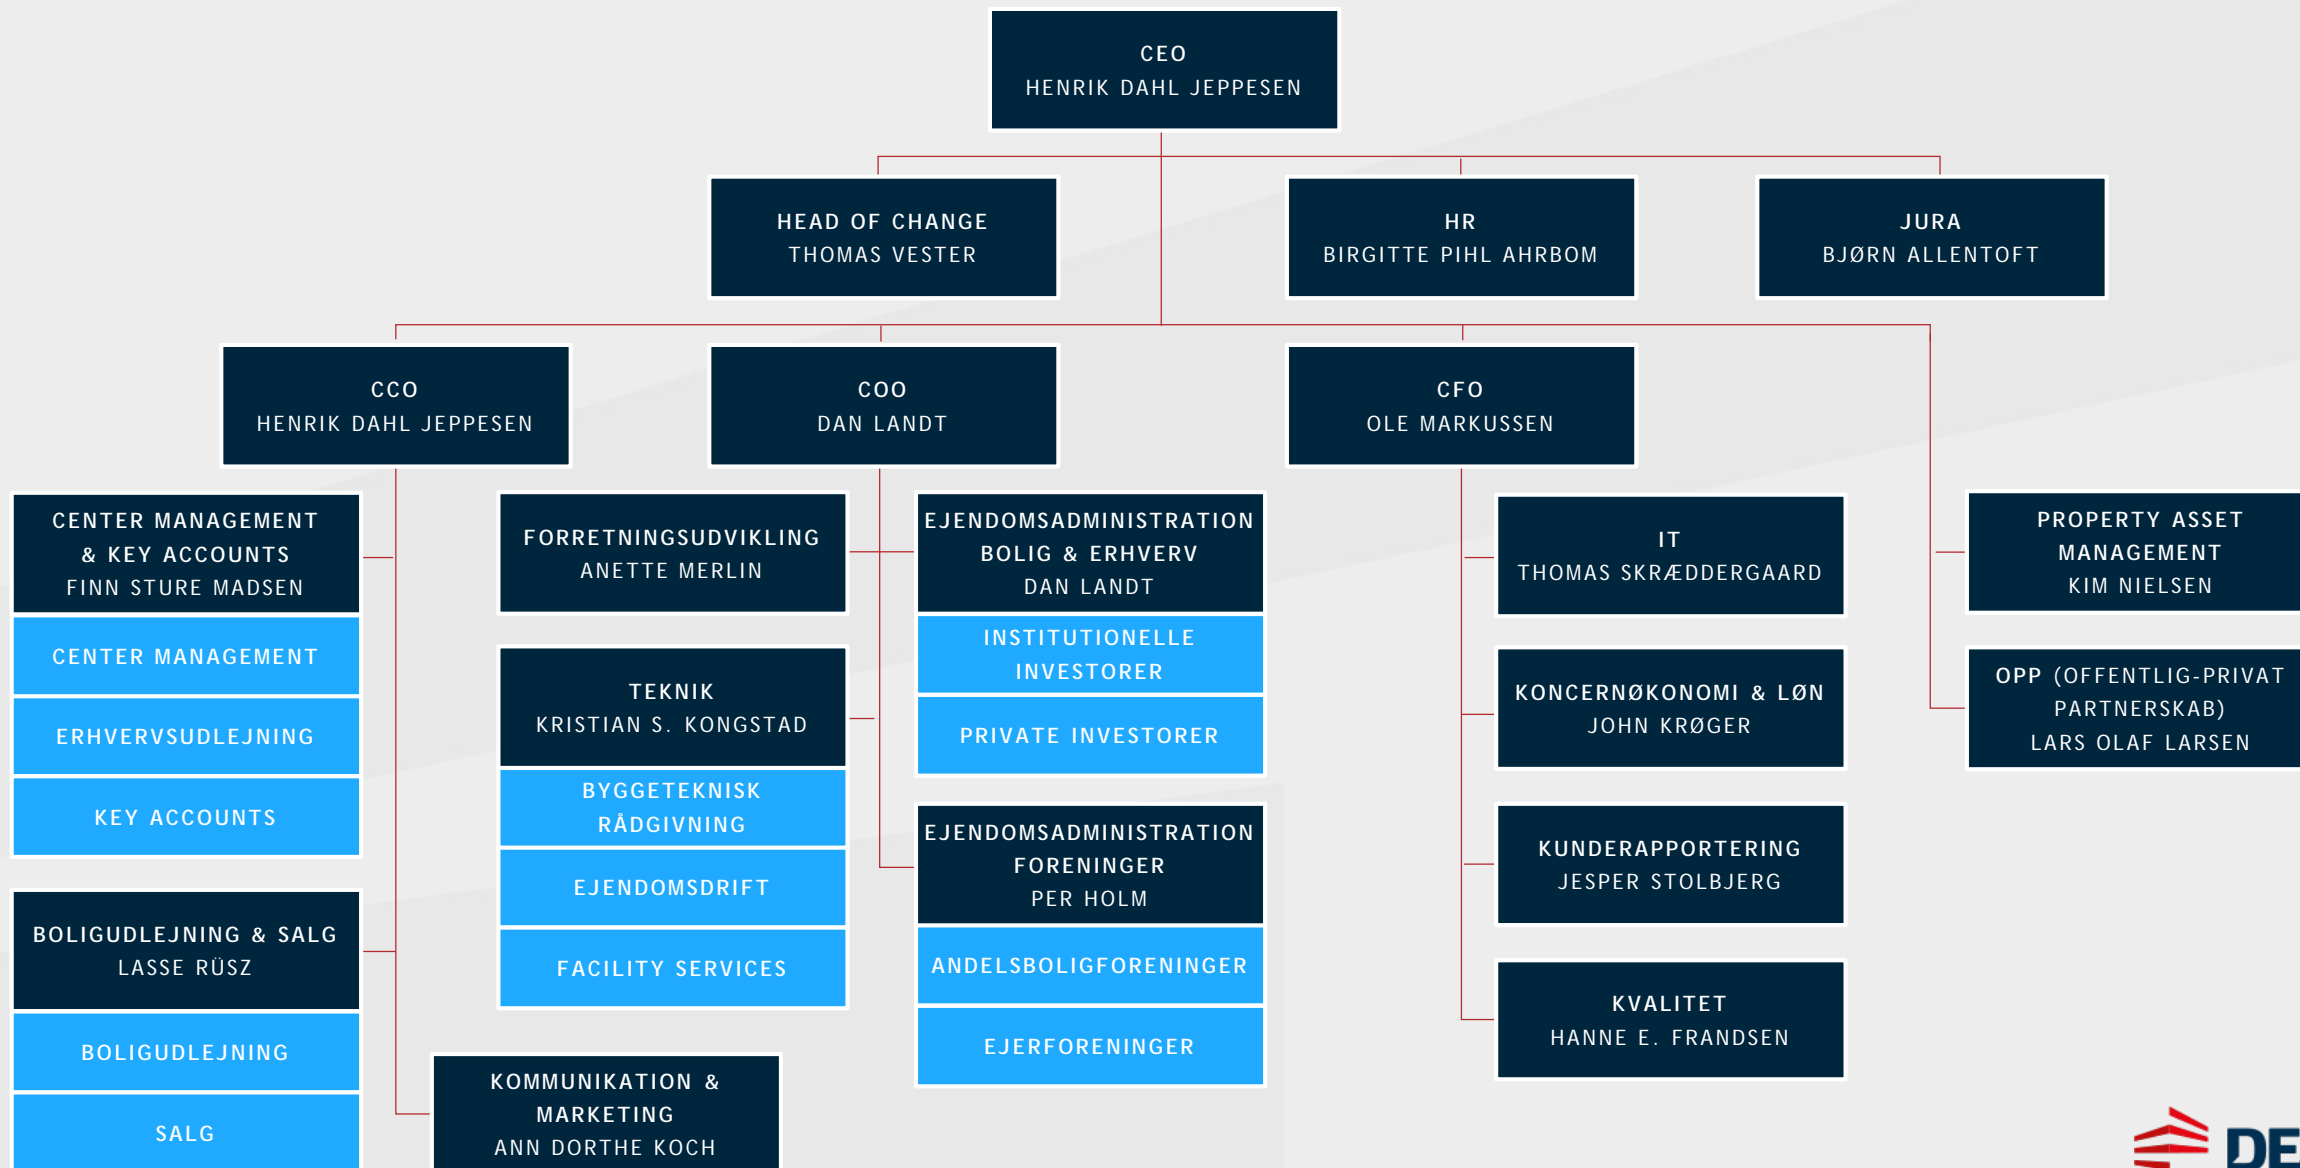 CEO
HENRIK DAHL JEPPESEN
HEAD OF CHANGE
THOMAS VESTER
HR
BIRGITTE PIHL AHRBOM
JURA
BJØRN ALLENTOFT
CCO
HENRIK DAHL JEPPESEN
COO
DAN LANDT
CFO
OLE MARKUSSEN
CENTER MANAGEMENT
& KEY ACCOUNTS
FINN STURE MADSEN
CENTER MANAGEMENT
ERHVERVSUDLEJNING
KEY ACCOUNTS
BOLIGUDLEJNING & SALG
LASSE RÜSZ
BOLIGUDLEJNING
SALG
KOMMUNIKATION &
MARKETING
ANN DORTHE KOCH
FORRETNINGSUDVIKLING
ANETTE MERLIN
TEKNIK
KRISTIAN S. KONGSTAD
BYGGETEKNISK
RÅDGIVNING
EJENDOMSDRIFT
FACILITY SERVICES
EJENDOMSADMINISTRATION
BOLIG & ERHVERV
DAN LANDT
INSTITUTIONELLE
INVESTORER
PRIVATE INVESTORER
EJENDOMSADMINISTRATION
FORENINGER
PER HOLM
ANDELSBOLIGFORENINGER
EJERFORENINGER
IT
THOMAS SKRÆDDERGAARD
KONCERNØKONOMI & LØN
JOHN KRØGER
KUNDERAPPORTERING
JESPER STOLBJERG
KVALITET
HANNE E. FRANDSEN
PROPERTY ASSET
MANAGEMENT
KIM NIELSEN
OPP (OFFENTLIG-PRIVAT
PARTNERSKAB)
LARS OLAF LARSEN